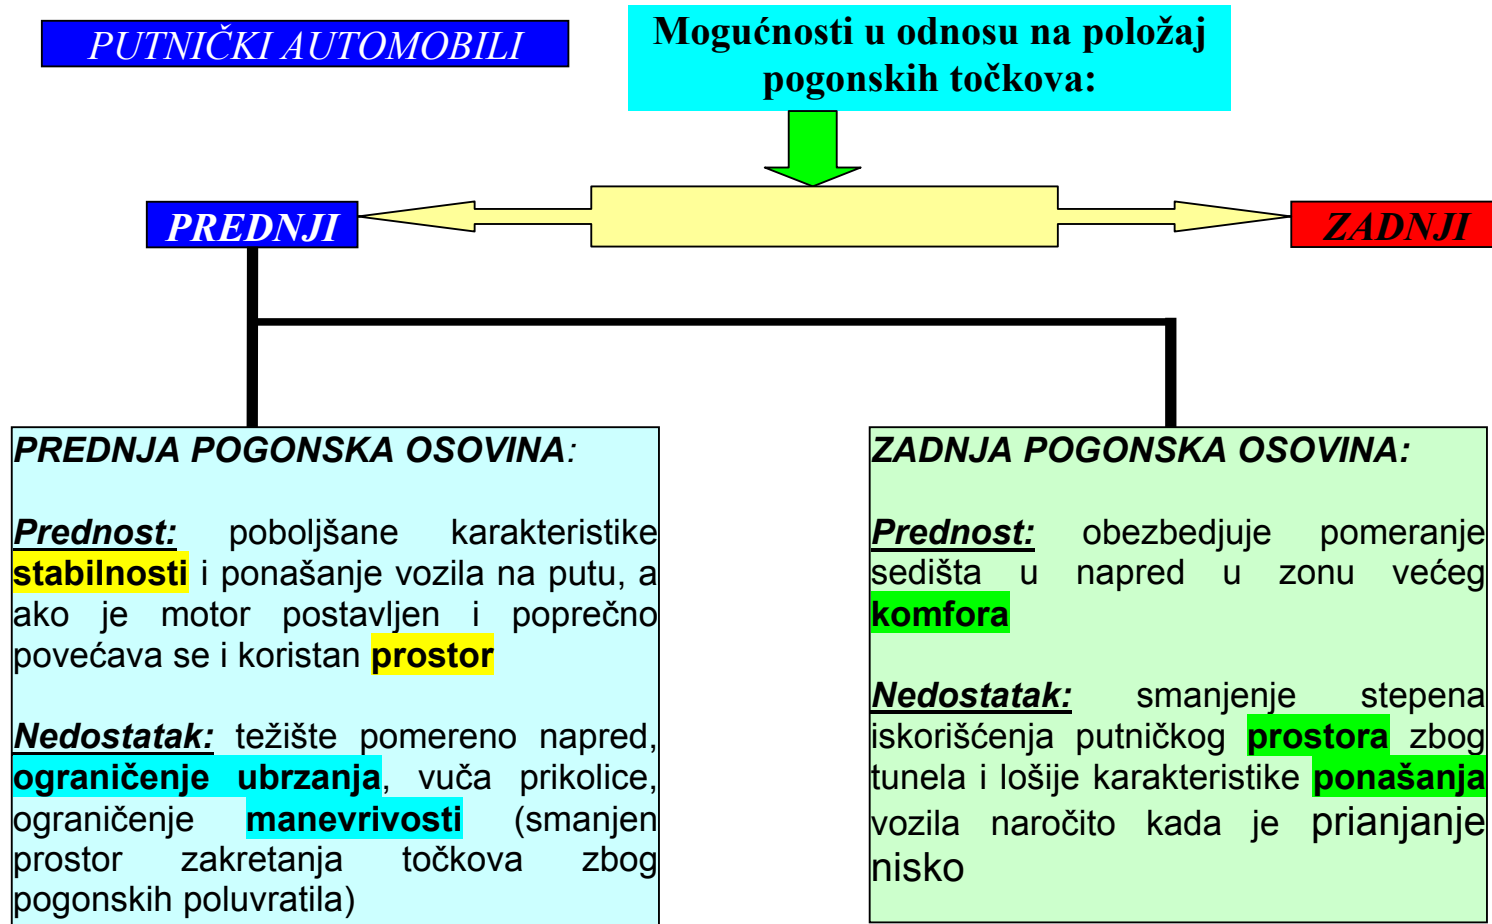 PUTNIČKI AUTOMOBILI
Mogućnosti u odnosu na položaj
pogonskih točkova:
PREDNJI
ZADNJI
PREDNJA POGONSKA OSOVINA:
Prednost: poboljšane karakteristike
stabilnosti i ponašanje vozila na putu, a
ako je motor postavljen i poprečno
povećava se i koristan prostor
Nedostatak: težište pomereno napred,
ograničenje ubrzanja, vuča prikolice,
ograničenje manevrivosti (smanjen
prostor zakretanja točkova zbog
pogonskih poluvratila)
ZADNJA POGONSKA OSOVINA:
Prednost: obezbedjuje pomeranje
sedišta u napred u zonu većeg
komfora
Nedostatak: smanjenje stepena
iskorišćenja putničkog prostora zbog
tunela i lošije karakteristike ponašanja
vozila naročito kada je prianjanje
nisko